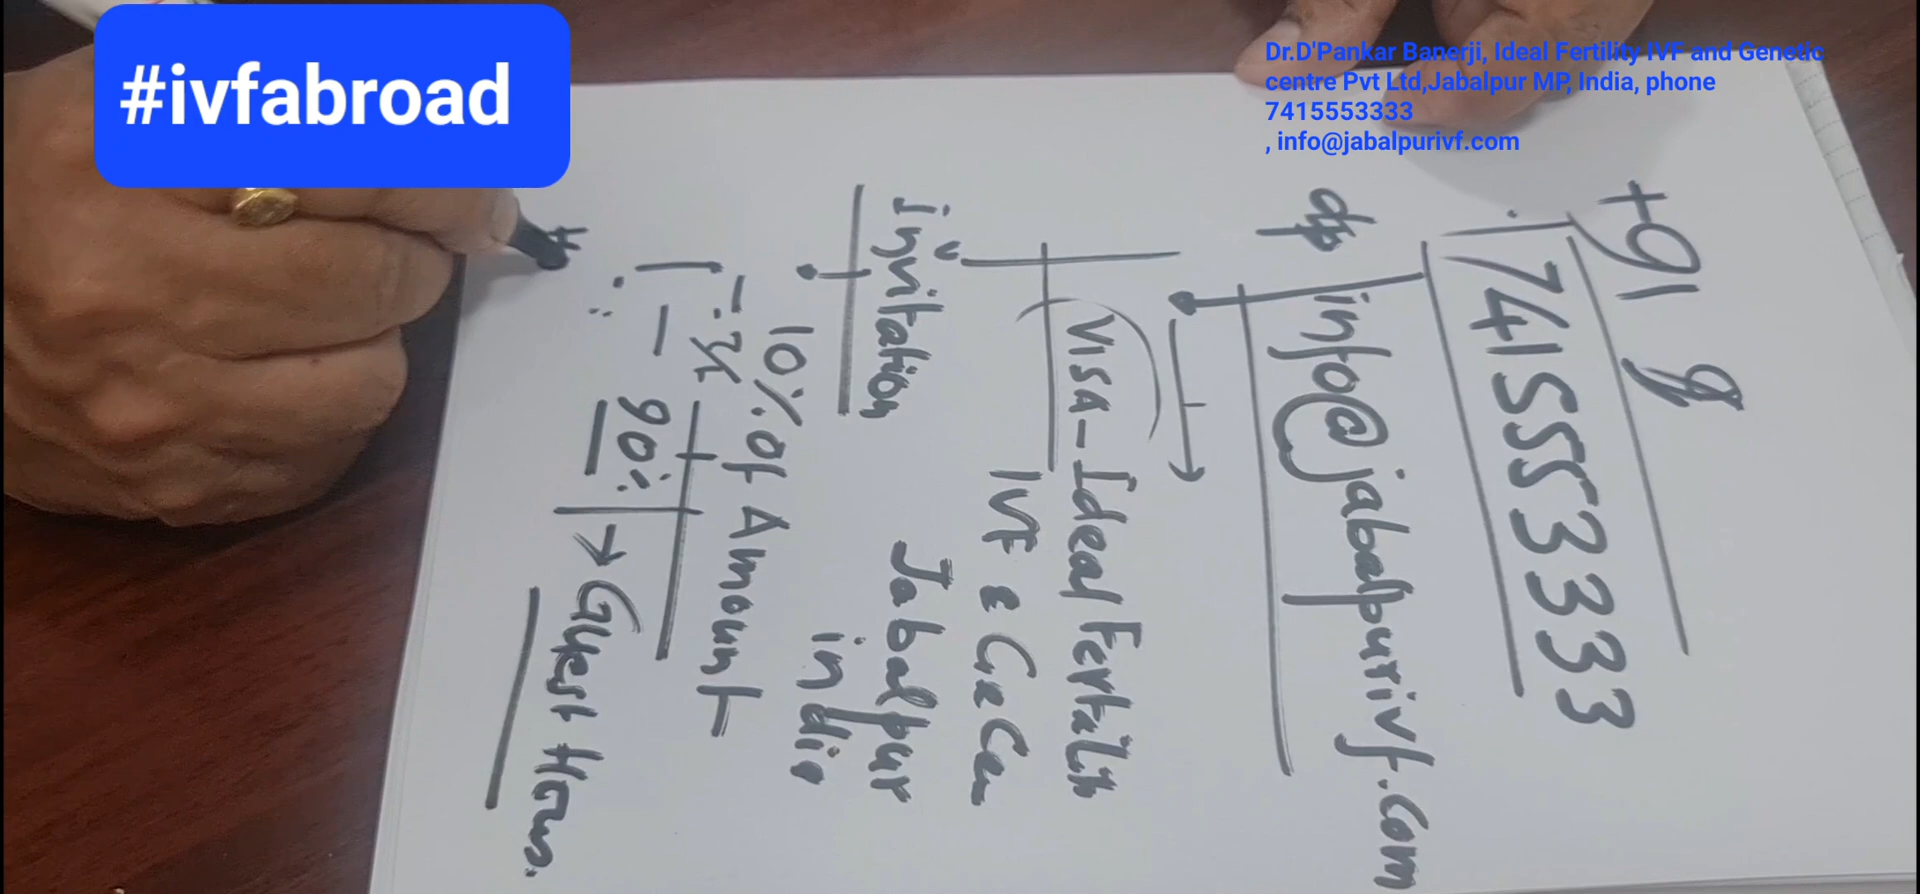 #ivfabroad
Dr.D'Pankar Banerji, Ideal Fertility IVF and Genetic
centre Pvt Ltd,Jabalpur MP, India, phone
7415553333
, info@jabalpurivf.com
+91
7415553333
info@jabalpurivf.com
VISA - Ideal Fertility
IVF & Ge Cen
invitation Jabalpur
india
10% of Amount
90% → Guest House